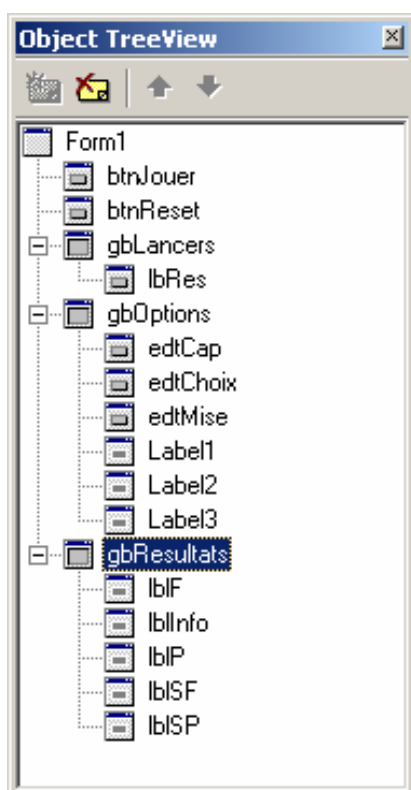 Object TreeView
Form1
btnJouer
btnReset
gbLancers
lbRes
gbOptions
edtCap
edtChoix
edtMise
Label1
Label2
Label3
gbResultats
lblF
lblInfo
lblP
lblSF
lblSP